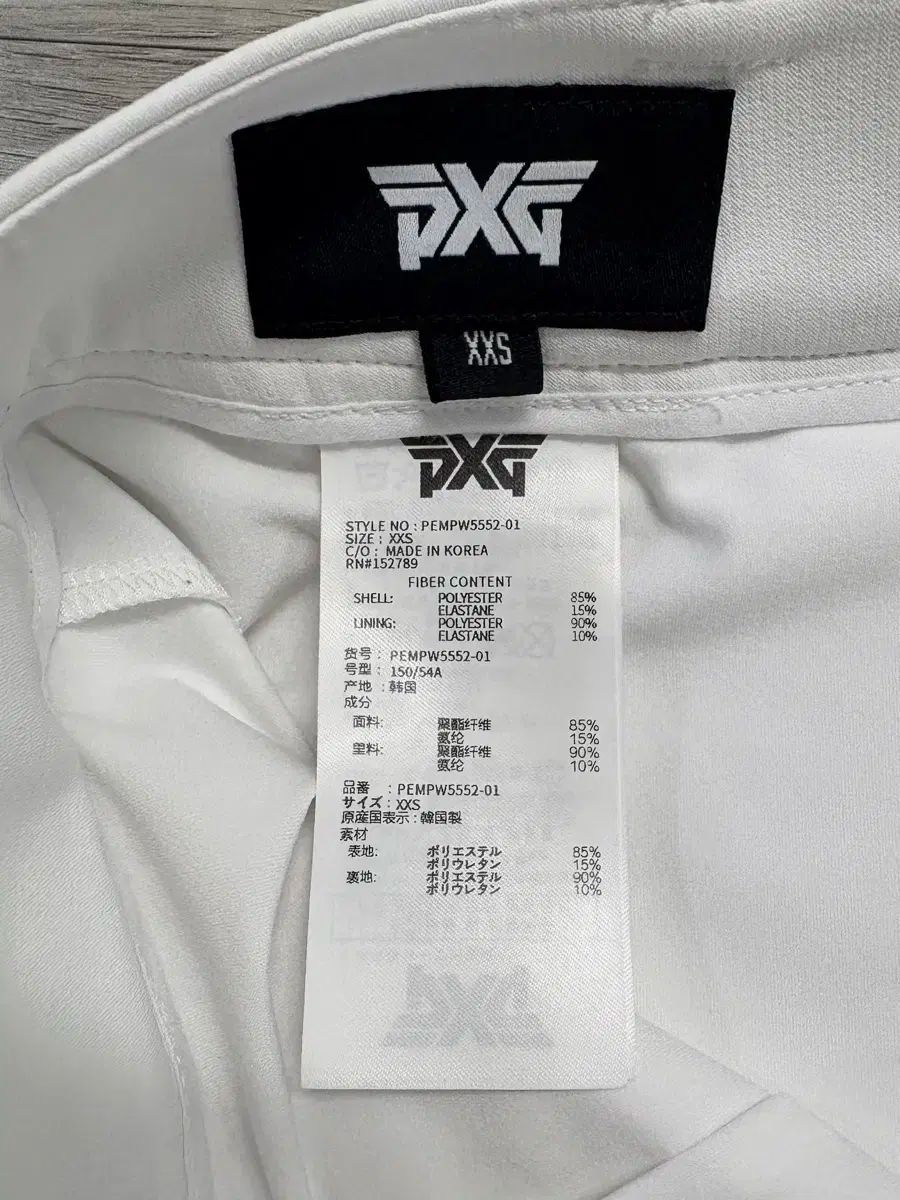 PXG
XXS
PXG
STYLE NO : PEMPW5552-01
SIZE : XXS
C/O : MADE IN KOREA
RN#152789
FIBER CONTENT
SHELL: POLYESTER 85%
ELASTANE 15%
LINING: POLYESTER 90%
ELASTANE 10%
货号 : PEMPW5552-01
号型 : 150/54A
产地 : 韩国
成分
面料: 聚酯纤维 85%
氨纶 15%
里料: 聚酯纤维 90%
氨纶 10%
品番 : PEMPW5552-01
サイズ : XXS
原産国表示 : 韓国製
素材
表地: ポリエステル 85%
ポリウレタン 15%
裏地: ポリエステル 90%
ポリウレタン 10%